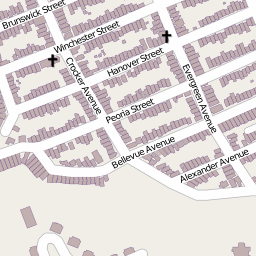 Brunswick Street
Winchester Street
Hanover Street
Crocker Avenue
Evergreen Avenue
Peoria Street
Bellevue Avenue
Alexander Avenue